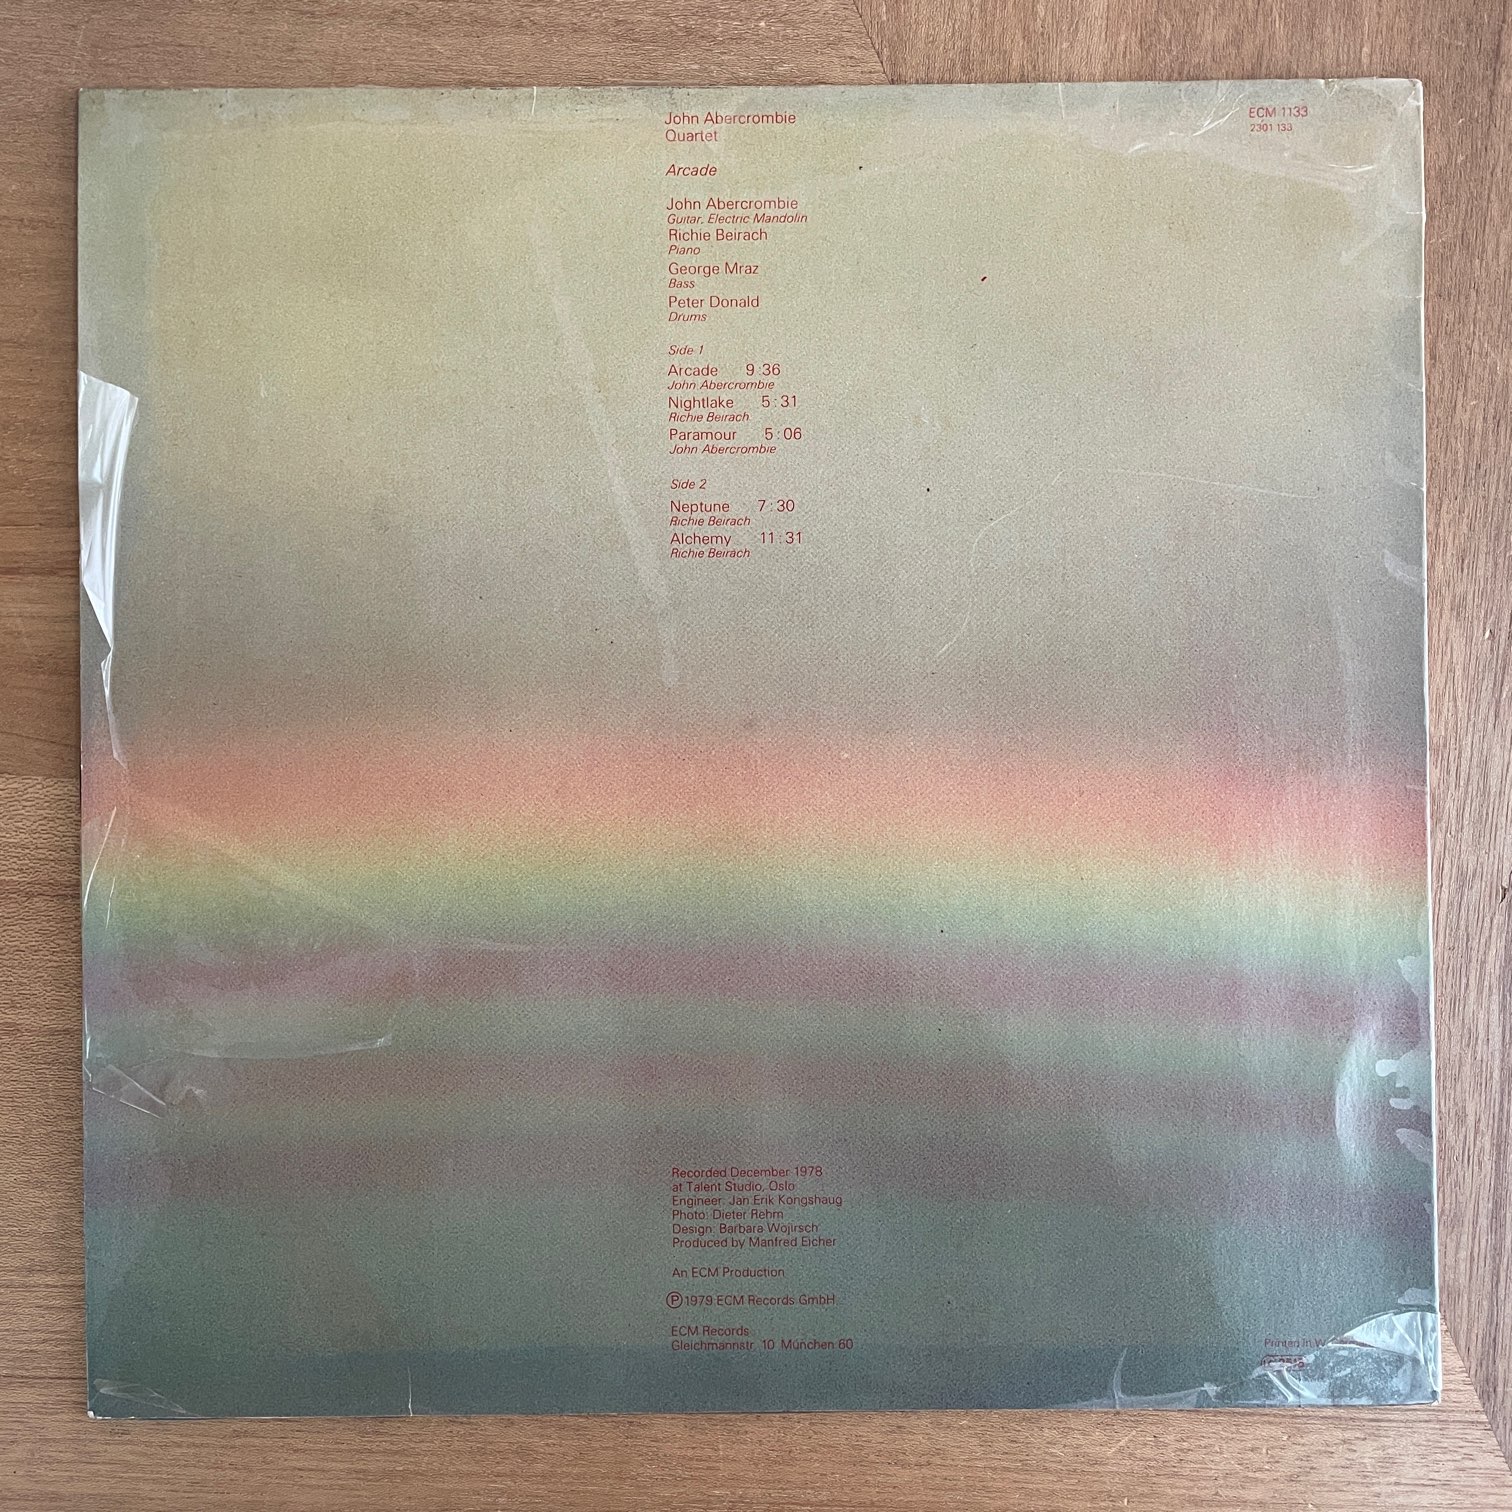 John Abercrombie
Quartet
Arcade
John Abercrombie
Guitar, Electric Mandolin
Richie Beirach
Piano
George Mraz
Bass
Peter Donald
Drums
Side 1
Arcade 9:36
John Abercrombie
Nightlake 5:31
Richie Beirach
Paramour 5:06
John Abercrombie
Side 2
Neptune 7:30
Richie Beirach
Alchemy 11:31
Richie Beirach
ECM 1133
2301 133
Recorded December 1978
at Talent Studio, Oslo
Engineer: Jan Erik Kongshaug
Photo: Dieter Rehm
Design: Barbara Wojirsch
Produced by Manfred Eicher
An ECM Production
Ⓟ 1979 ECM Records GmbH
ECM Records
Gleichmannstr. 10 München 60
Printed in W.